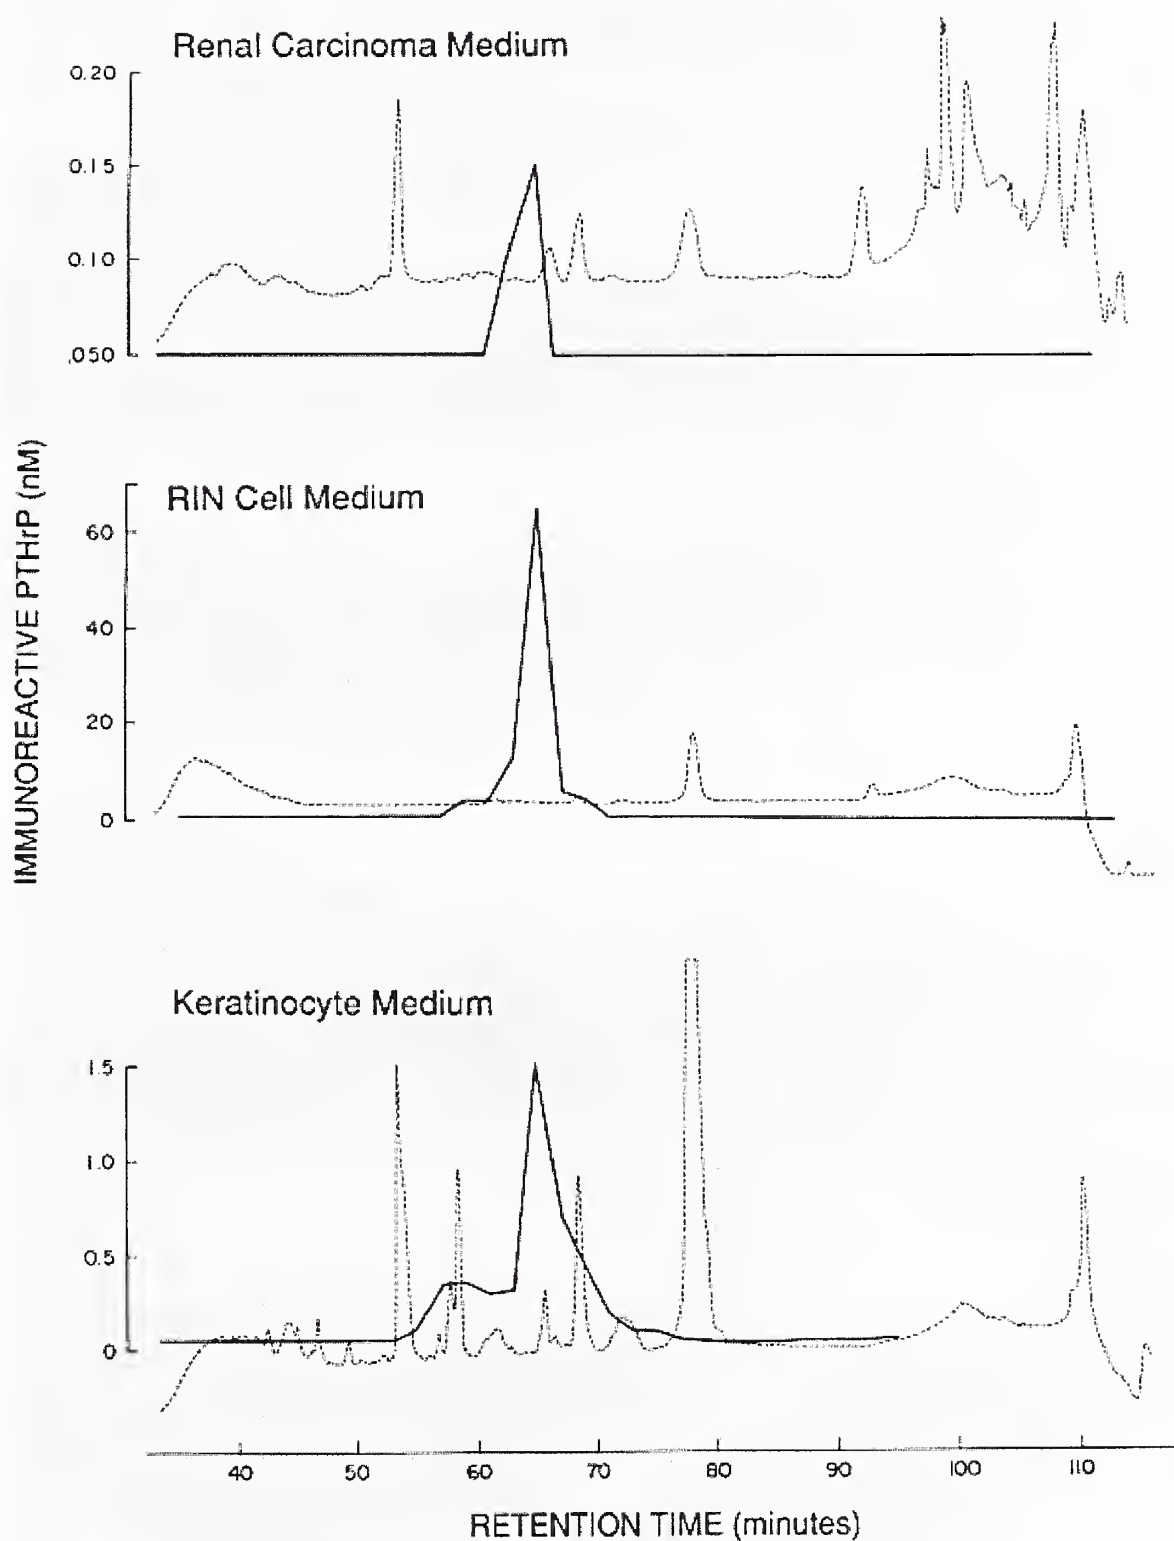 Renal Carcinoma Medium
0.20
0.15
0.10
.050
RIN Cell Medium
60
40
20
0
IMMUNOREACTIVE PTHrP (nM)
Keratinocyte Medium
1.5
1.0
0.5
0
40 50 60 70 80 90 100 110
RETENTION TIME (minutes)